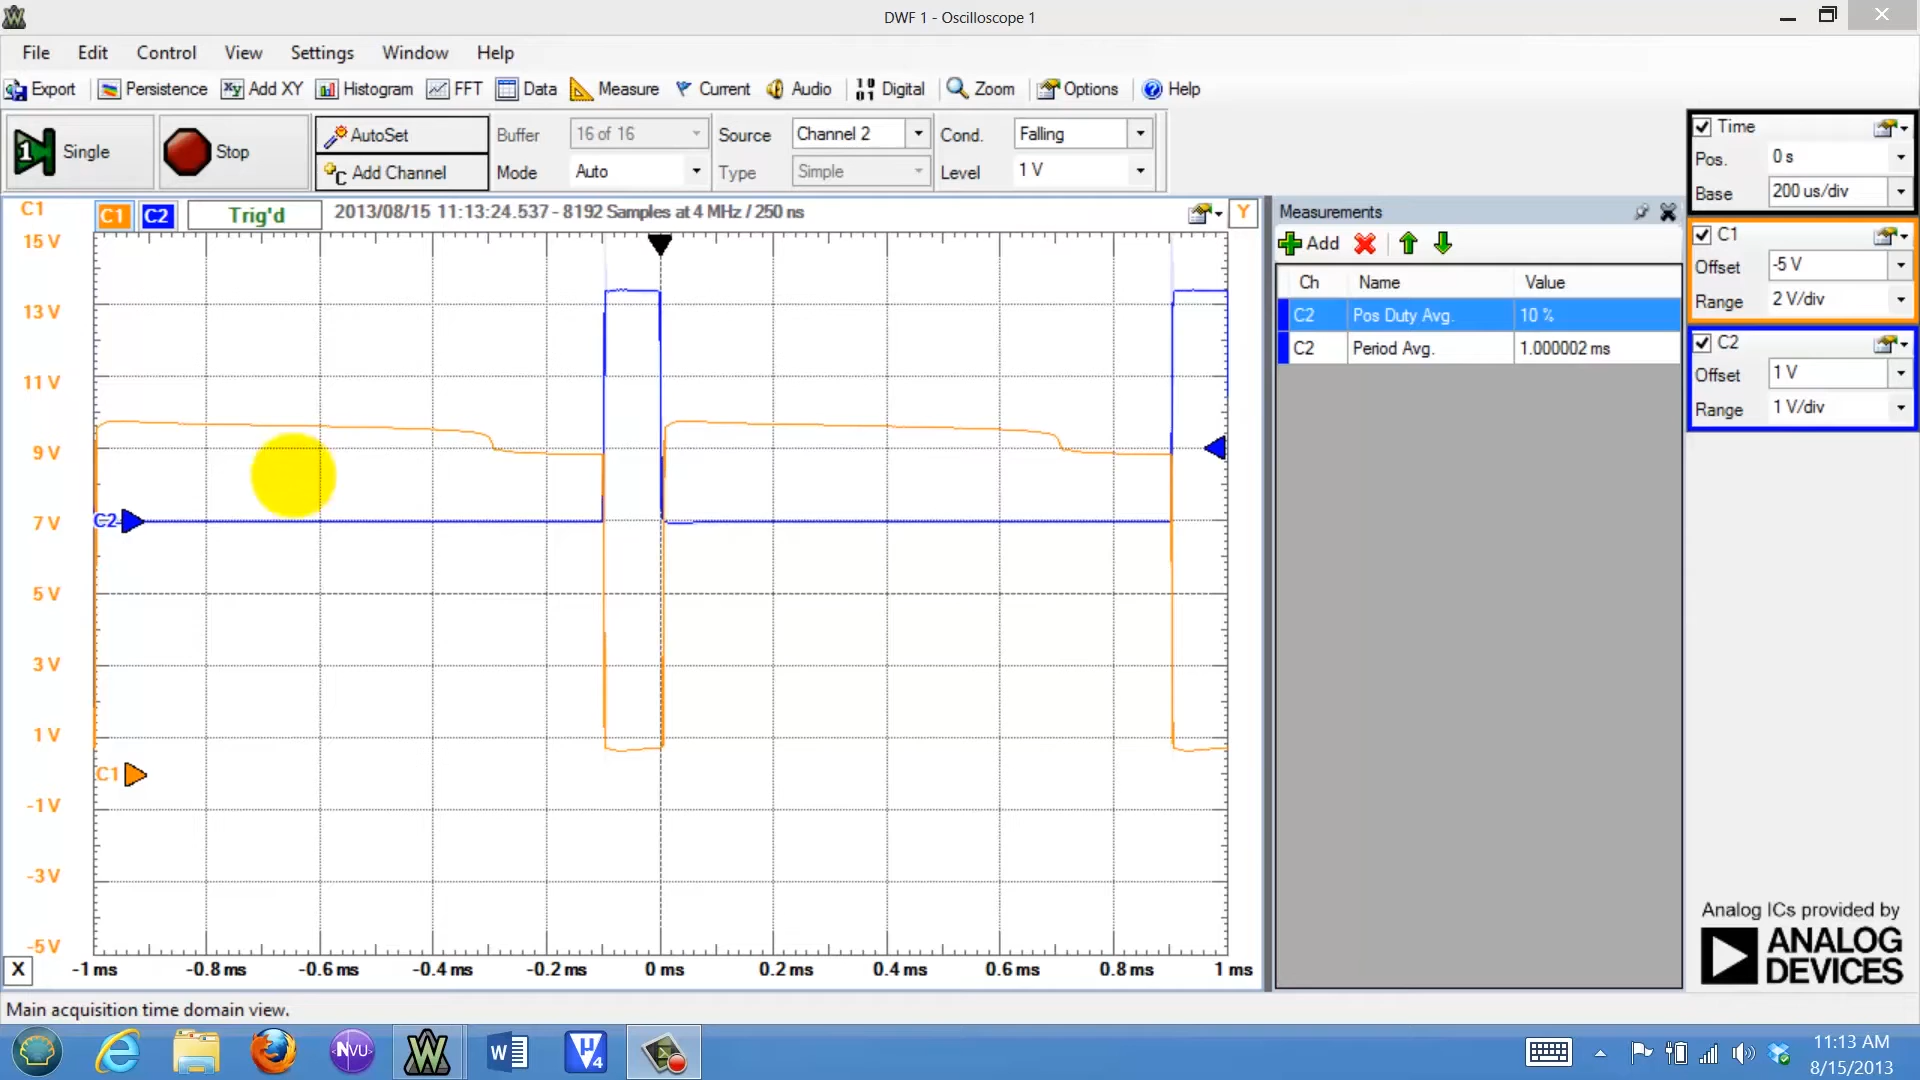 DWF 1 - Oscilloscope 1
File Edit Control View Settings Window Help
Export Persistence Add XY Histogram FFT Data Measure Current Audio Digital Zoom Options Help
Single Stop AutoSet Buffer 16 of 16 Source Channel 2 Cond. Falling
Add Channel Mode Auto Type Simple Level 1 V
C1 C1 C2 Trig'd 2013/08/15 11:13:24.537 - 8192 Samples at 4 MHz / 250 ns Y
15 V
13 V
11 V
9 V
7 V
5 V
3 V
1 V
-1 V
-3 V
-5 V
C2
C1
X -1 ms -0.8 ms -0.6 ms -0.4 ms -0.2 ms 0 ms 0.2 ms 0.4 ms 0.6 ms 0.8 ms 1 ms
Measurements
Add
Ch Name Value
C2 Pos Duty Avg. 10 %
C2 Period Avg. 1.000002 ms
Time
Pos. 0 s
Base 200 us/div
C1
Offset -5 V
Range 2 V/div
C2
Offset 1 V
Range 1 V/div
Analog ICs provided by
ANALOG
DEVICES
Main acquisition time domain view.
NVU
W
µ4
11:13 AM
8/15/2013